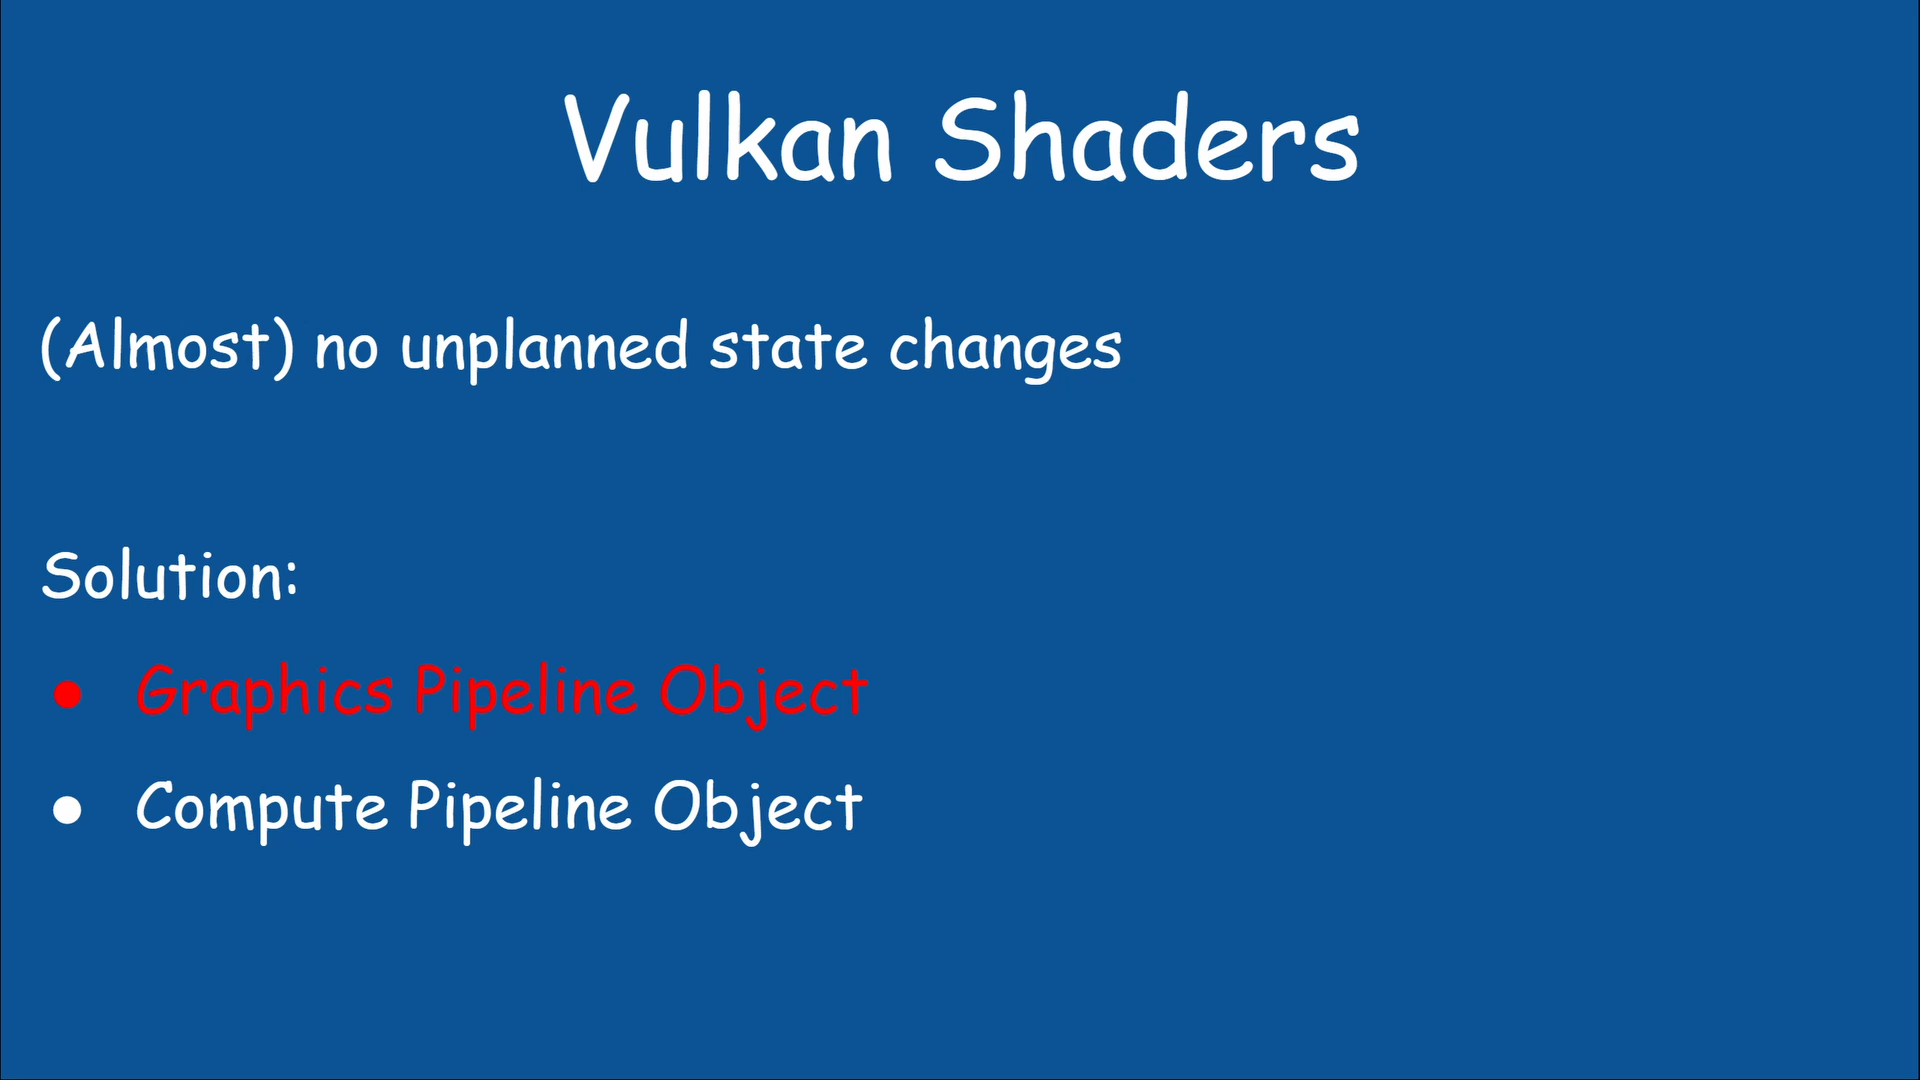 Vulkan Shaders
(Almost) no unplanned state changes
Solution:
● Graphics Pipeline Object
● Compute Pipeline Object